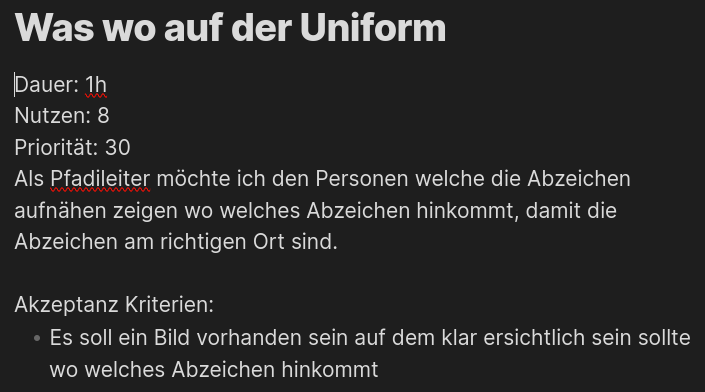 Was wo auf der Uniform
Dauer: 1h
Nutzen: 8
Priorität: 30
Als Pfadileiter möchte ich den Personen welche die Abzeichen
aufnähen zeigen wo welches Abzeichen hinkommt, damit die
Abzeichen am richtigen Ort sind.
Akzeptanz Kriterien:
• Es soll ein Bild vorhanden sein auf dem klar ersichtlich sein sollte
wo welches Abzeichen hinkommt